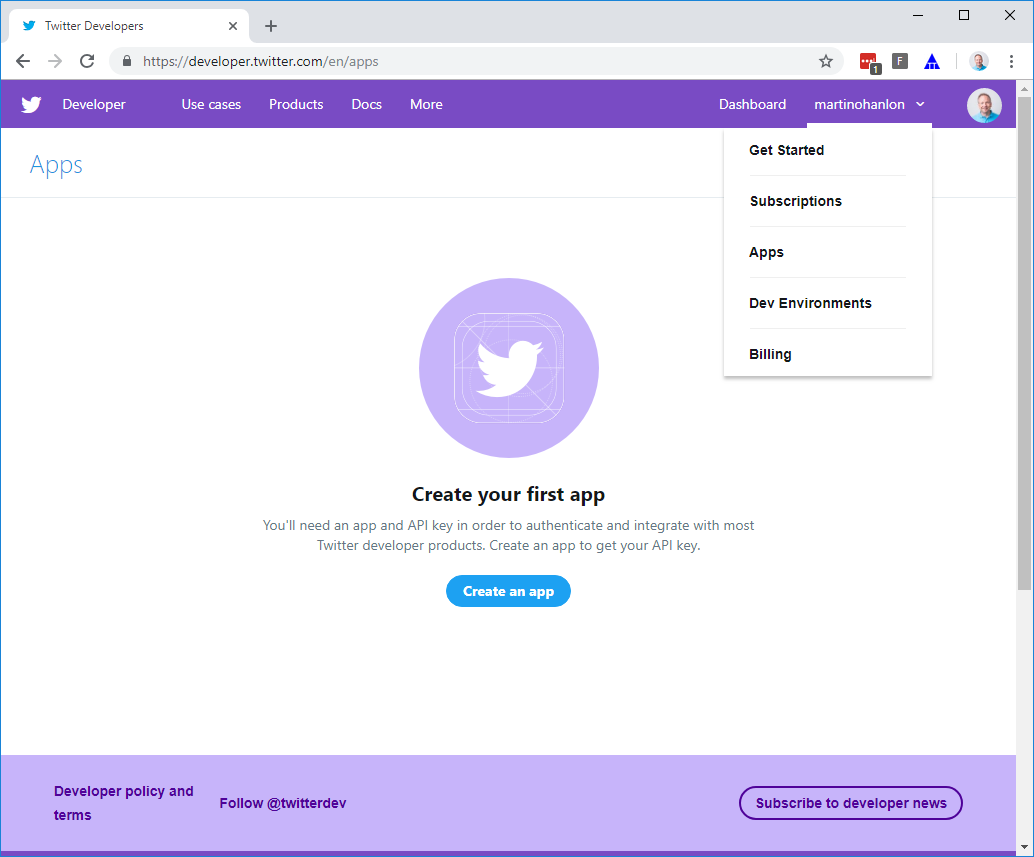 Twitter Developers
https://developer.twitter.com/en/apps
1
F
Developer
Use cases
Products
Docs
More
Dashboard
martinohanlon
Apps
Get Started
Subscriptions
Apps
Dev Environments
Billing
Create your first app
You'll need an app and API key in order to authenticate and integrate with most
Twitter developer products. Create an app to get your API key.
Create an app
Developer policy and
terms
Follow @twitterdev
Subscribe to developer news